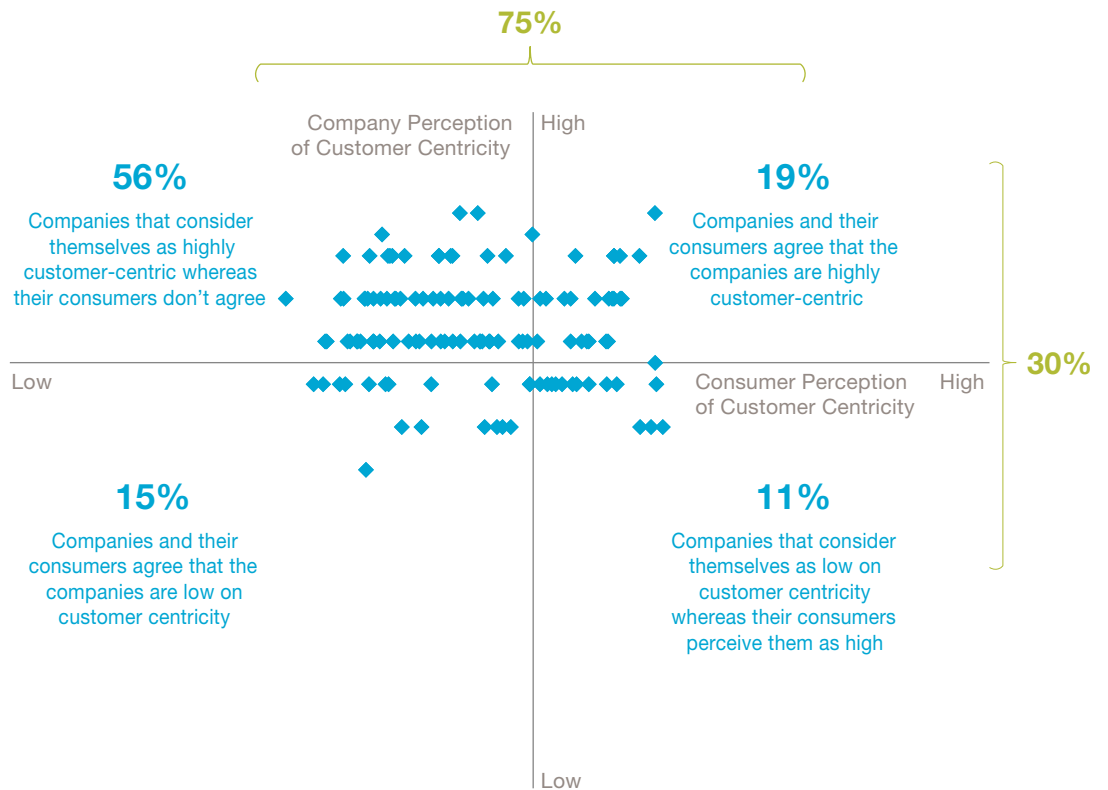 75%
Company Perception
of Customer Centricity
High
56%
Companies that consider
themselves as highly
customer-centric whereas
their consumers don’t agree
19%
Companies and their
consumers agree that the
companies are highly
customer-centric
30%
Low
Consumer Perception
of Customer Centricity
High
15%
Companies and their
consumers agree that the
companies are low on
customer centricity
11%
Companies that consider
themselves as low on
customer centricity
whereas their consumers
perceive them as high
Low